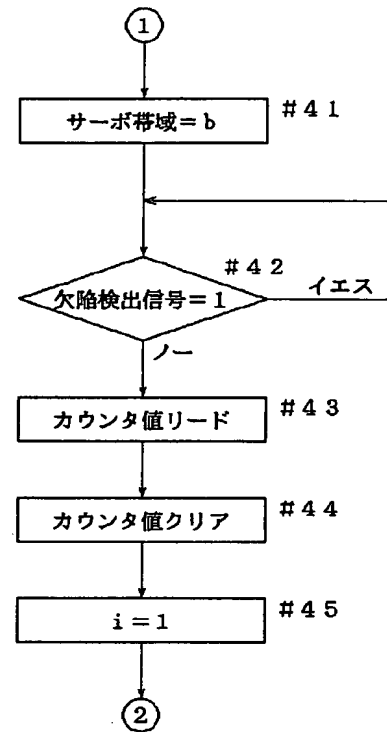 1
サーボ帯域=b
#41
#42
欠陥検出信号=1
イエス
ノー
カウンタ値リード
#43
カウンタ値クリア
#44
i=1
#45
2